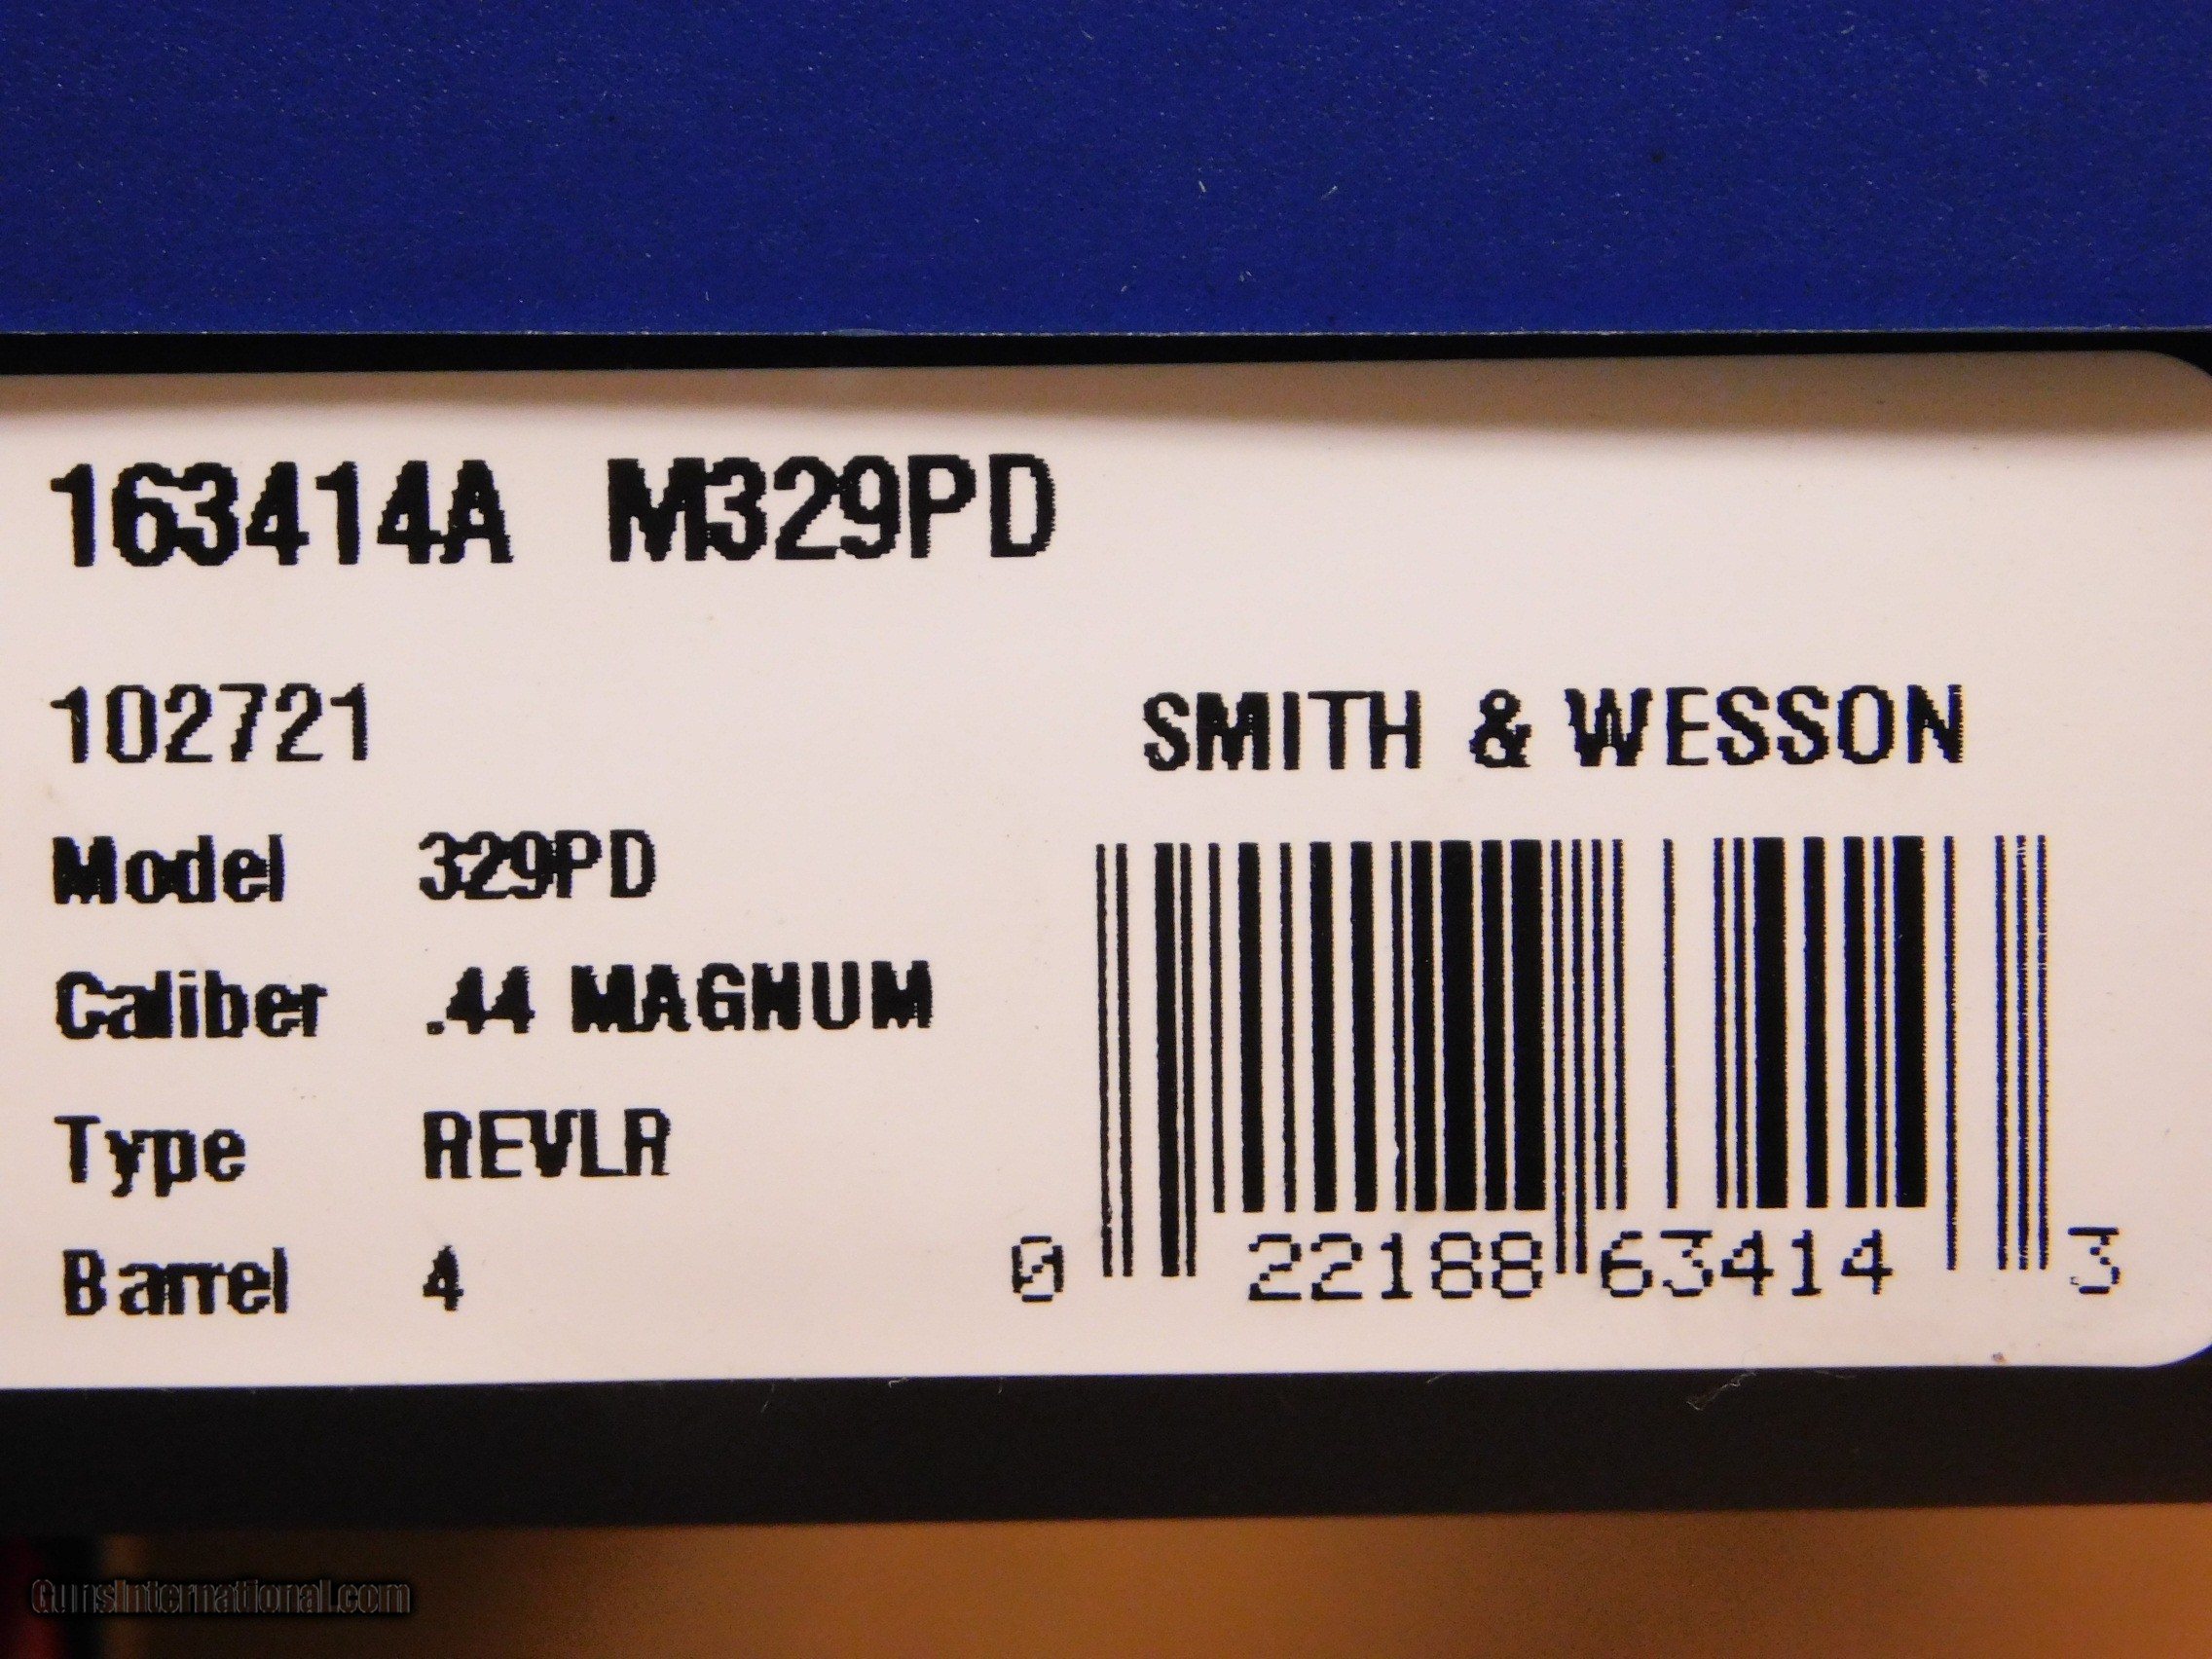 163414A M329PD
102721
SMITH & WESSON
Model 329PD
Caliber .44 MAGNUM
Type REVLR
Barrel 4
0 22188 63414 3
GunsInternational.com